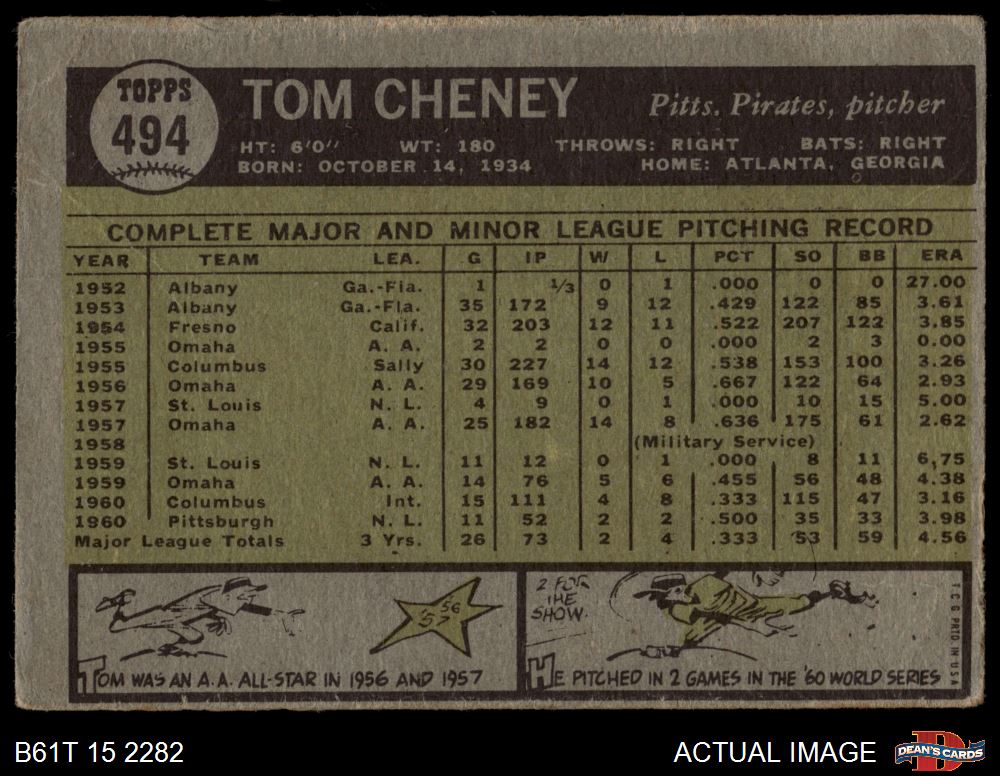 TOPPS
494
TOM CHENEY Pitts. Pirates, pitcher
HT: 6'0" WT: 180 THROWS: RIGHT BATS: RIGHT
BORN: OCTOBER 14, 1934 HOME: ATLANTA, GEORGIA
COMPLETE MAJOR AND MINOR LEAGUE PITCHING RECORD
YEAR TEAM LEA. G IP W L PCT SO BB ERA
1952 Albany Ga.-Fla. 1 1/3 0 1 .000 0 0 27.00
1953 Albany Ga.-Fla. 35 172 9 12 .429 122 85 3.61
1954 Fresno Calif. 32 203 12 11 .522 207 122 3.85
1955 Omaha A. A. 2 2 0 0 .000 2 3 0.00
1955 Columbus Sally 30 227 14 12 .538 153 100 3.26
1956 Omaha A. A. 29 169 10 5 .667 122 64 2.93
1957 St. Louis N. L. 4 9 0 1 .000 10 15 5.00
1957 Omaha A. A. 25 182 14 8 .636 175 61 2.62
1958 (Military Service)
1959 St. Louis N. L. 11 12 0 1 .000 8 11 6.75
1959 Omaha A. A. 14 76 5 6 .455 56 48 4.38
1960 Columbus Int. 15 111 4 8 .333 115 47 3.16
1960 Pittsburgh N. L. 11 52 2 2 .500 35 33 3.98
Major League Totals 3 Yrs. 26 73 2 4 .333 53 59 4.56
'56
'57
TOM WAS AN A.A. ALL-STAR IN 1956 AND 1957
2 FOR
THE
SHOW.
HE PITCHED IN 2 GAMES IN THE '60 WORLD SERIES
T.C.G. PRTD. IN U.S.A.
B61T 15 2282
ACTUAL IMAGE
D
DEAN'S CARDS